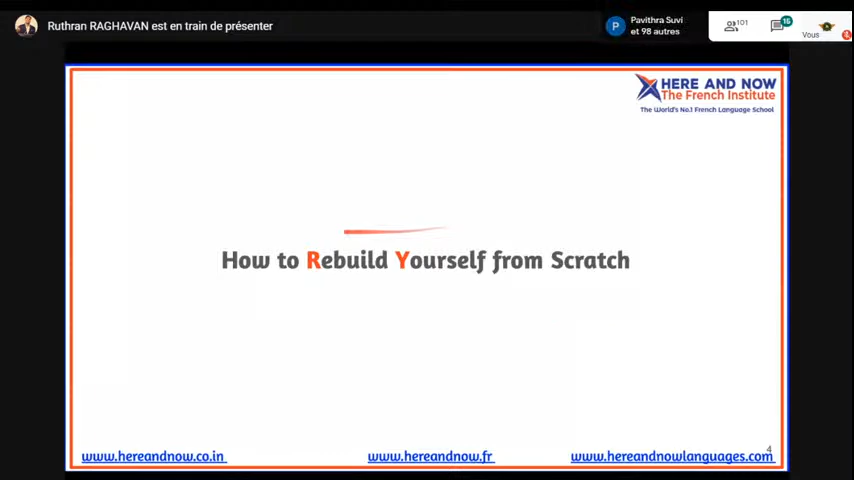 Ruthran RAGHAVAN est en train de présenter
P
Pavithra Suvi
et 98 autres
101
15
Vous
HERE AND NOW
The French Institute
The World's No.1 French Language School
How to Rebuild Yourself from Scratch
4
www.hereandnow.co.in
www.hereandnow.fr
www.hereandnowlanguages.com